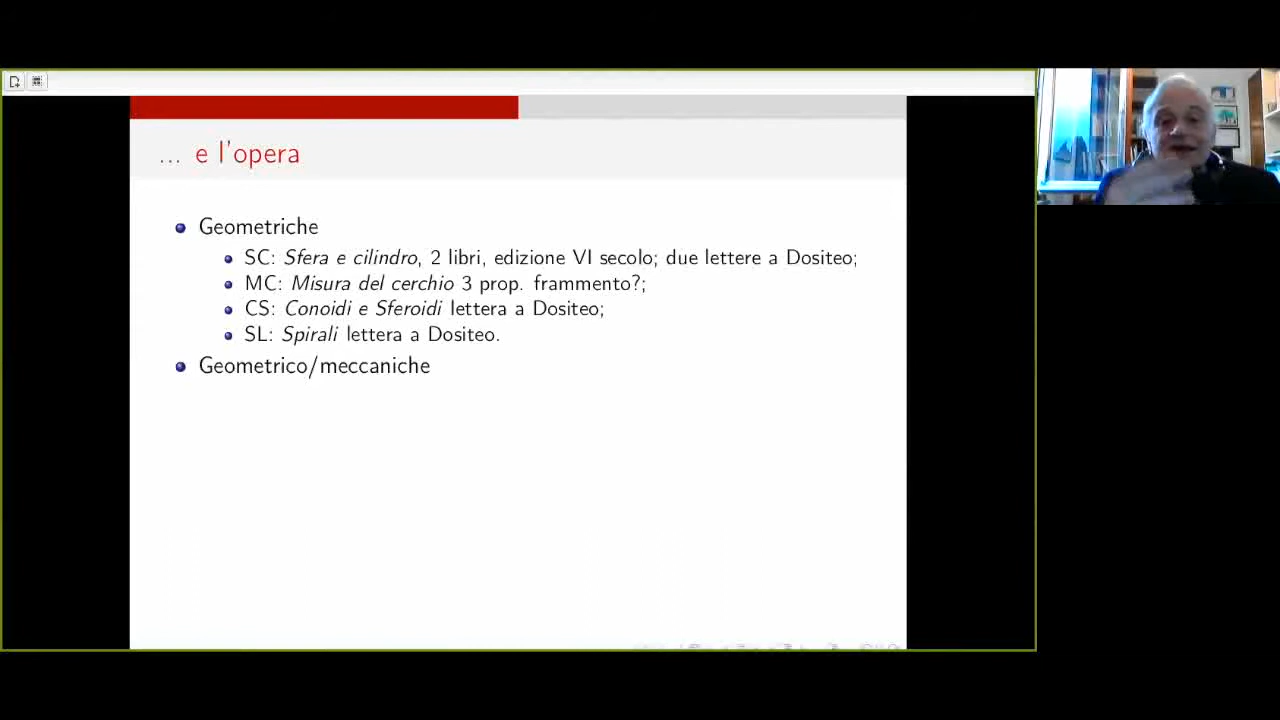 ... e l'opera
Geometriche
SC: Sfera e cilindro, 2 libri, edizione VI secolo; due lettere a Dositeo;
MC: Misura del cerchio 3 prop. frammento?;
CS: Conoidi e Sferoidi lettera a Dositeo;
SL: Spirali lettera a Dositeo.
Geometrico/meccaniche